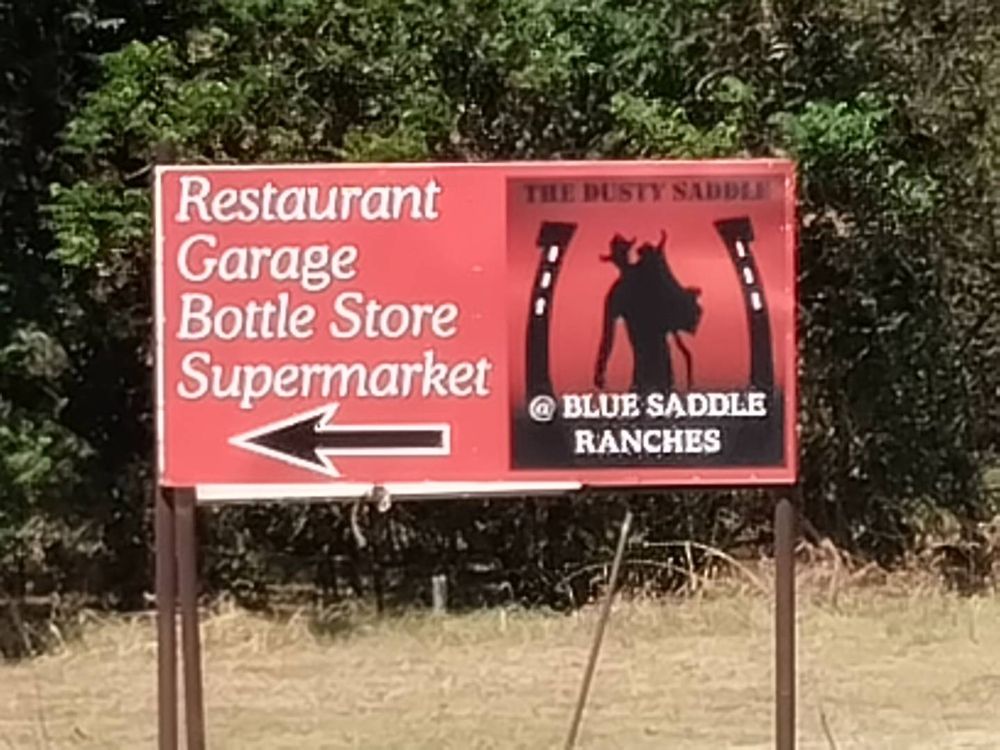 Restaurant
Garage
Bottle Store
Supermarket
THE DUSTY SADDLE
@ BLUE SADDLE
RANCHES